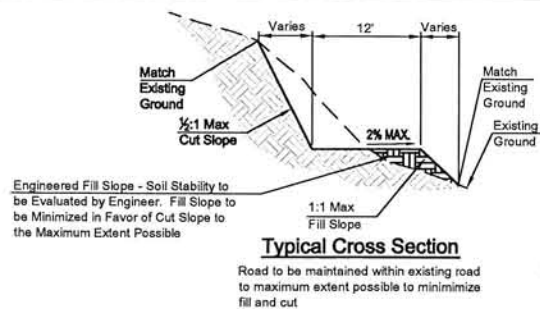 Varies
12'
Varies
Match
Existing
Ground
Match
Existing
Ground
½:1 Max
Cut Slope
2% MAX.
Existing
Ground
Engineered Fill Slope - Soil Stability to
be Evaluated by Engineer. Fill Slope to
be Minimized in Favor of Cut Slope to
the Maximum Extent Possible
1:1 Max
Fill Slope
Typical Cross Section
Road to be maintained within existing road
to maximum extent possible to minimimize
fill and cut